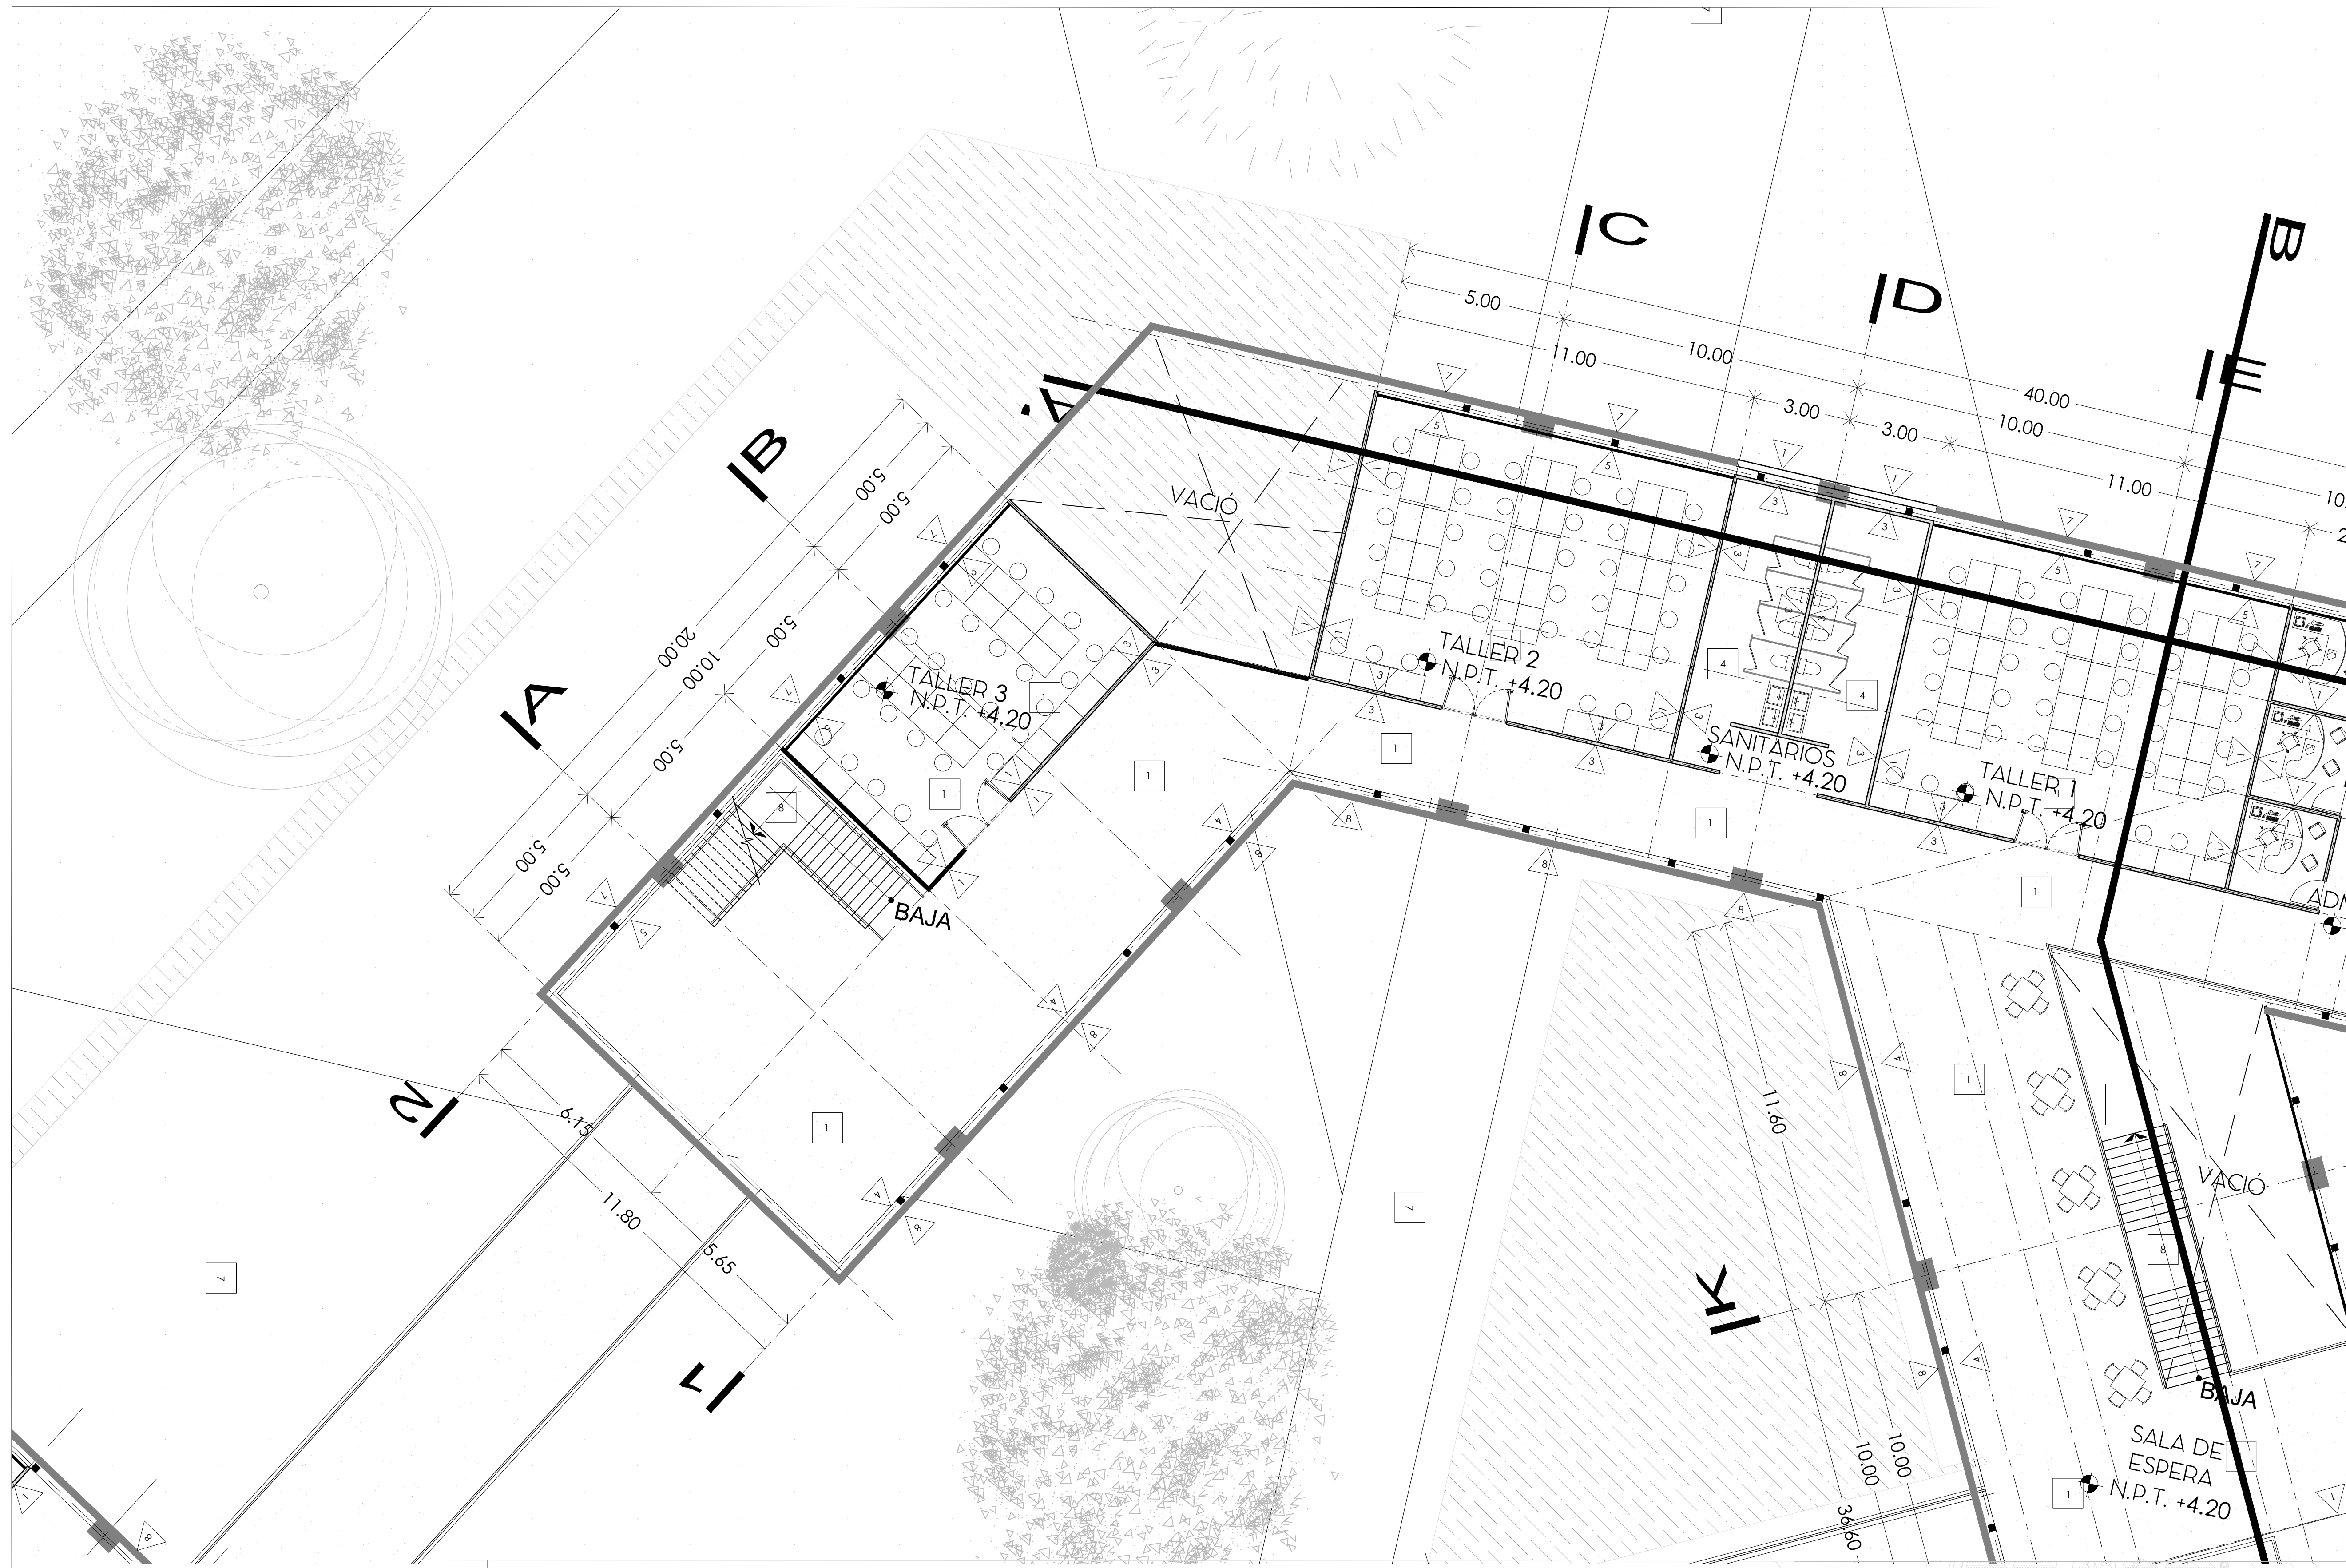 C
D
B
E
5.00
10.00
40.00
11.00
3.00
3.00
10.00
11.00
10.
2
B
A
5.00
5.00
5.00
10.00
20.00
5.00
5.00
5.00
VACIÓ
TALLER 3
N.P.T. +4.20
TALLER 2
N.P.T. +4.20
SANITARIOS
N.P.T. +4.20
TALLER 1
N.P.T. +4.20
ADM
BAJA
2
6.15
11.80
5.65
1
K
11.60
10.00
10.00
36.60
VACIÓ
BAJA
SALA DE
ESPERA
N.P.T. +4.20